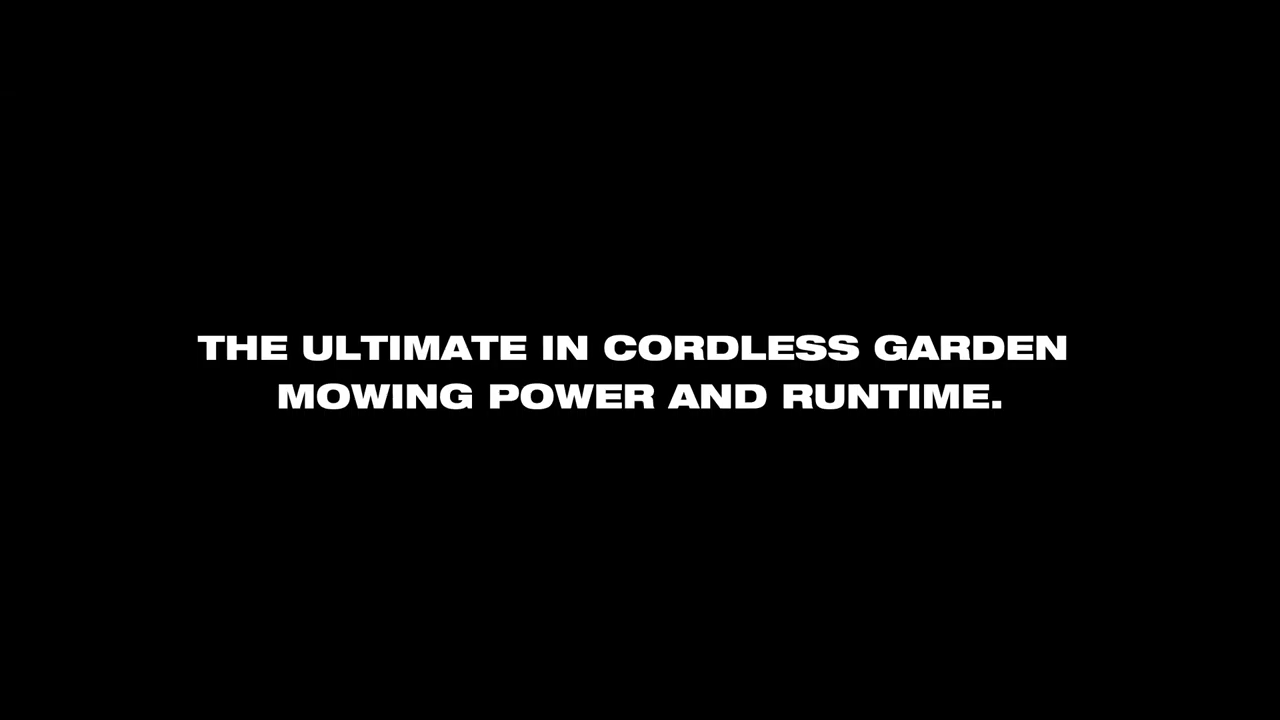 THE ULTIMATE IN CORDLESS GARDEN
MOWING POWER AND RUNTIME.